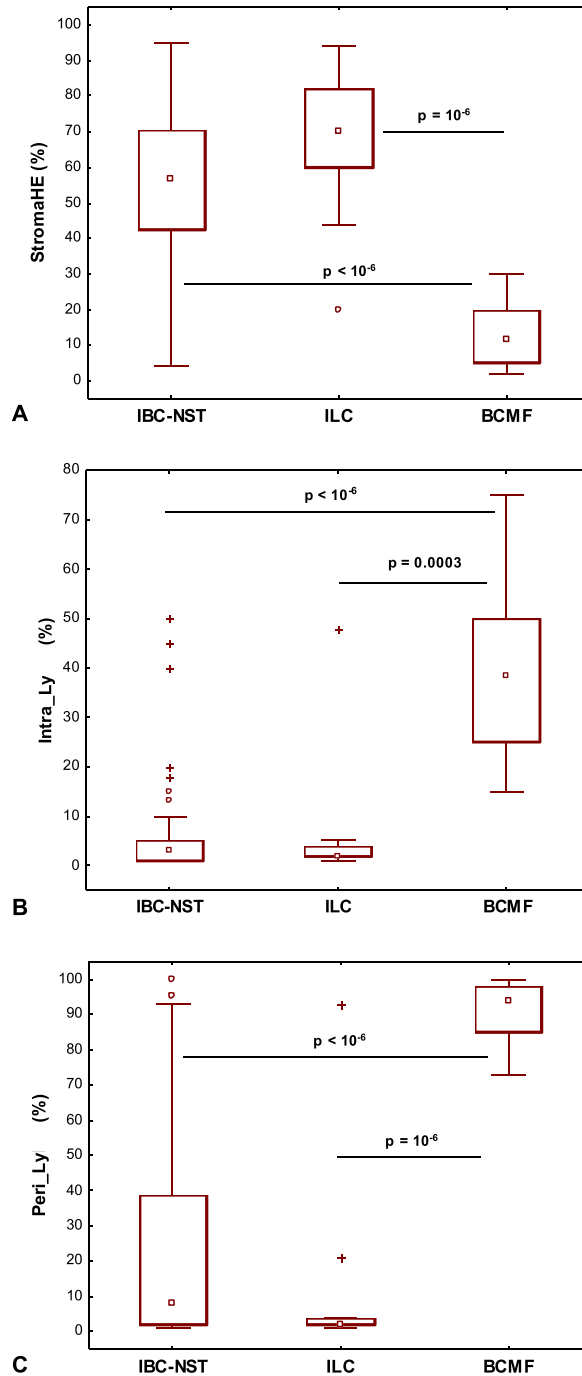 100
90
80
70
60
50
40
30
20
10
0
StromaHE (%)
p = 10⁻⁶
p < 10⁻⁶
A
IBC-NST ILC BCMF
80
70
60
50
40
30
20
10
0
Intra_Ly (%)
p < 10⁻⁶
p = 0.0003
B
IBC-NST ILC BCMF
100
90
80
70
60
50
40
30
20
10
0
Peri_Ly (%)
p < 10⁻⁶
p = 10⁻⁶
C
IBC-NST ILC BCMF